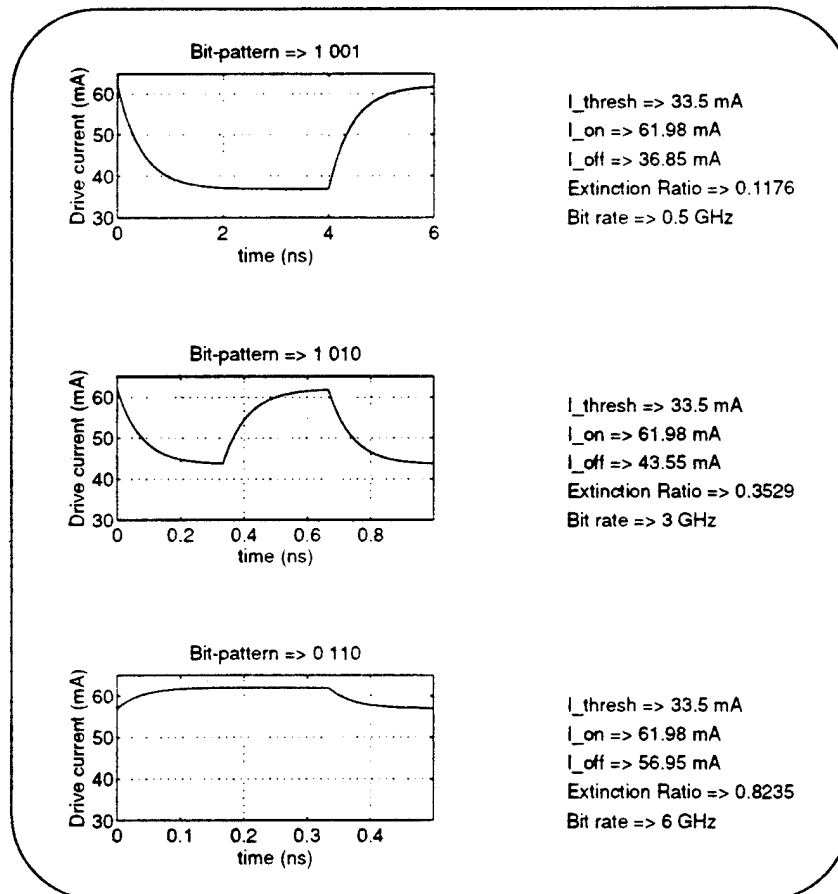 Bit-pattern => 1 001
Drive current (mA)
60
50
40
30
0
2
4
6
time (ns)
I_thresh => 33.5 mA
I_on => 61.98 mA
I_off => 36.85 mA
Extinction Ratio => 0.1176
Bit rate => 0.5 GHz
Bit-pattern => 1 010
Drive current (mA)
60
50
40
30
0
0.2
0.4
0.6
0.8
time (ns)
I_thresh => 33.5 mA
I_on => 61.98 mA
I_off => 43.55 mA
Extinction Ratio => 0.3529
Bit rate => 3 GHz
Bit-pattern => 0 110
Drive current (mA)
60
50
40
30
0
0.1
0.2
0.3
0.4
time (ns)
I_thresh => 33.5 mA
I_on => 61.98 mA
I_off => 56.95 mA
Extinction Ratio => 0.8235
Bit rate => 6 GHz